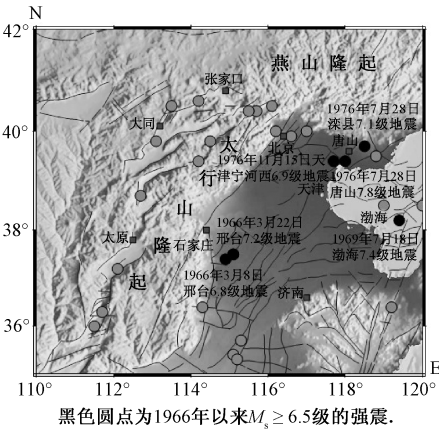 N
42°
40°
38°
36°
110°
112°
114°
116°
118°
120°
E
燕山隆起
张家口
大同
北京
太
行
山
隆
起
太原
石家庄
济南
天津
唐山
渤海
1976年7月28日
滦县7.1级地震
1976年11月15日天
津宁河西6.9级地震
1976年7月28日
唐山7.8级地震
1966年3月22日
邢台7.2级地震
1969年7月18日
渤海7.4级地震
1966年3月8日
邢台6.8级地震
黑色圆点为1966年以来Ms≥6.5级的强震.